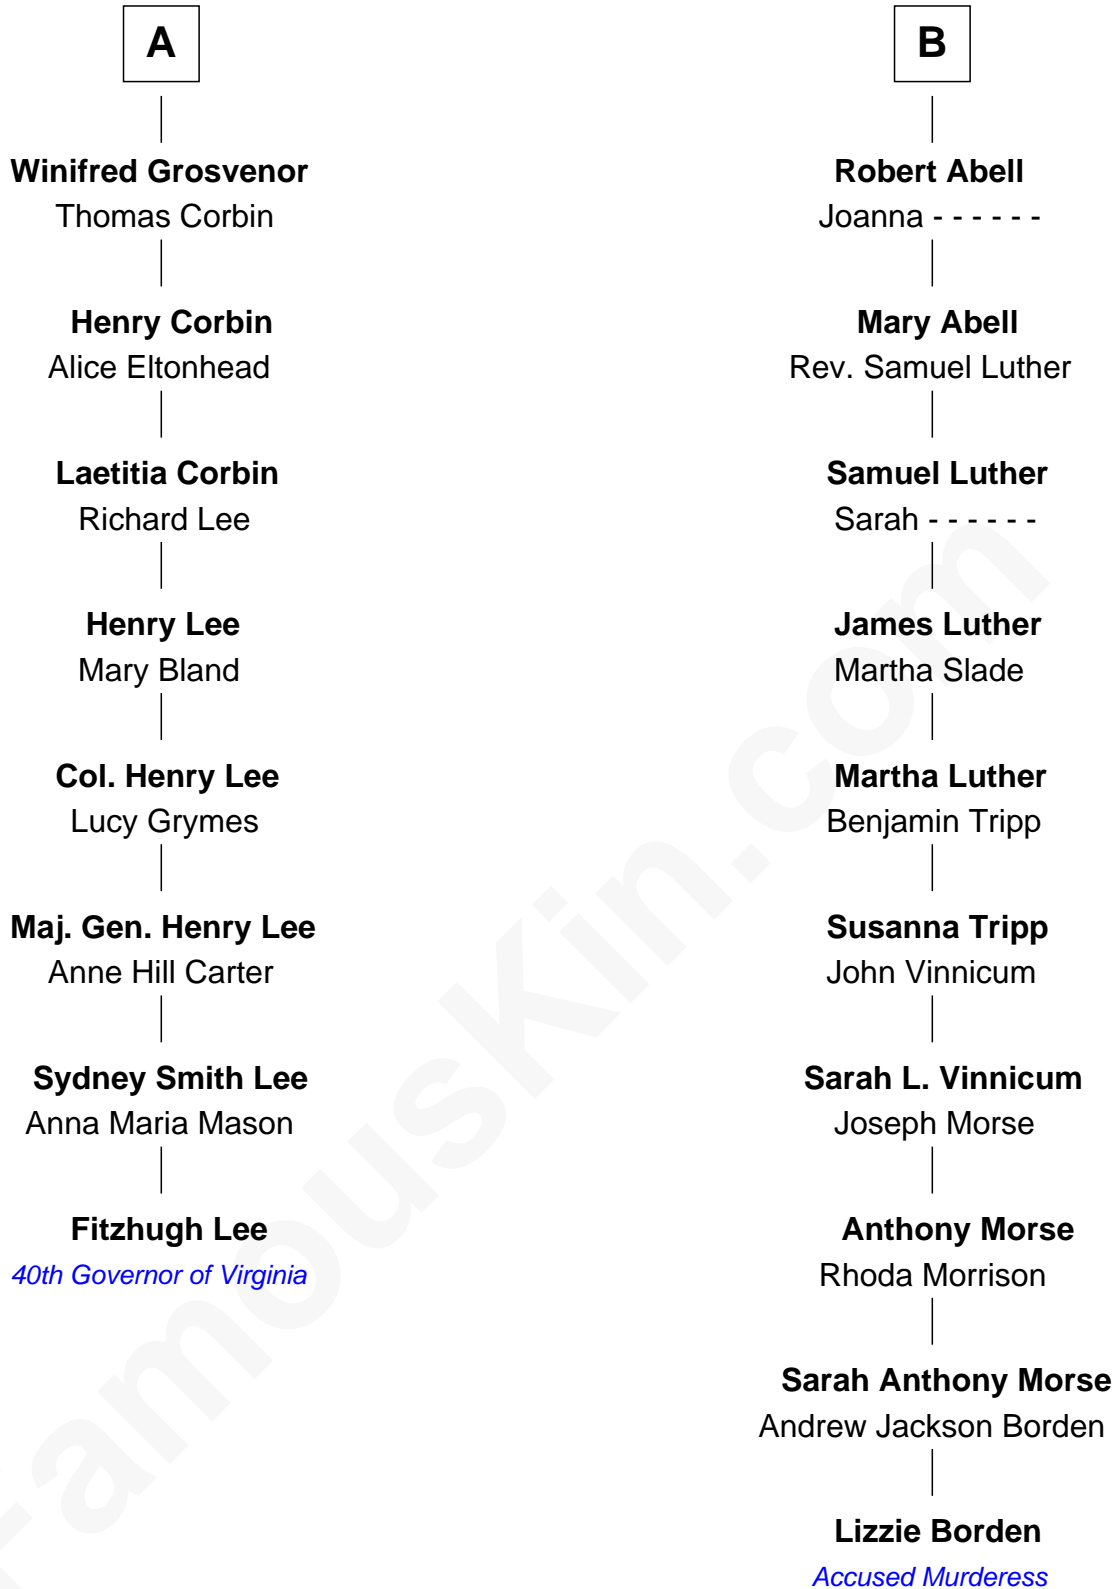 A
Winifred Grosvenor
Thomas Corbin
Henry Corbin
Alice Eltonhead
Laetitia Corbin
Richard Lee
Henry Lee
Mary Bland
Col. Henry Lee
Lucy Grymes
Maj. Gen. Henry Lee
Anne Hill Carter
Sydney Smith Lee
Anna Maria Mason
Fitzhugh Lee
40th Governor of Virginia
B
Robert Abell
Joanna - - - - - -
Mary Abell
Rev. Samuel Luther
Samuel Luther
Sarah - - - - - -
James Luther
Martha Slade
Martha Luther
Benjamin Tripp
Susanna Tripp
John Vinnicum
Sarah L. Vinnicum
Joseph Morse
Anthony Morse
Rhoda Morrison
Sarah Anthony Morse
Andrew Jackson Borden
Lizzie Borden
Accused Murderess
FamousKin.com